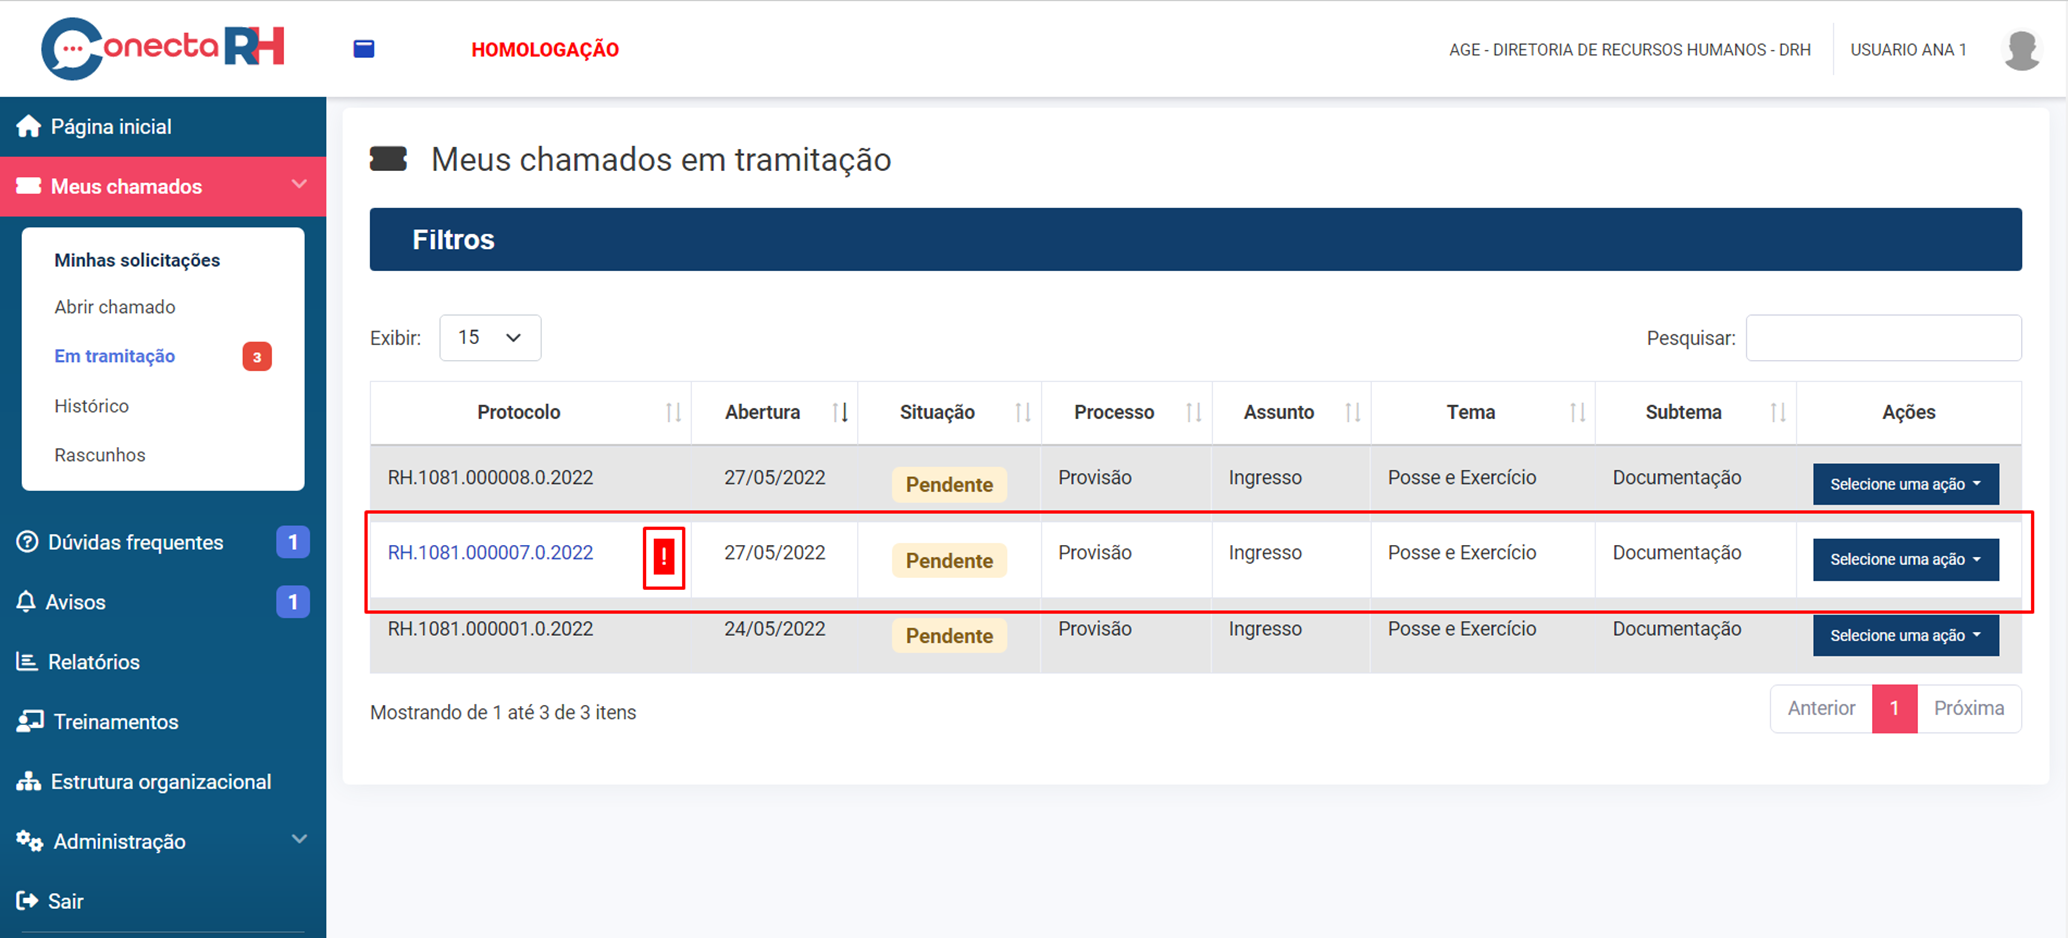 Conecta RH
HOMOLOGAÇÃO
AGE - DIRETORIA DE RECURSOS HUMANOS - DRH
USUARIO ANA 1
Página inicial
Meus chamados
Minhas solicitações
Abrir chamado
Em tramitação 3
Histórico
Rascunhos
Dúvidas frequentes 1
Avisos 1
Relatórios
Treinamentos
Estrutura organizacional
Administração
Sair
Meus chamados em tramitação
Filtros
Exibir: 15
Pesquisar:
Protocolo Abertura Situação Processo Assunto Tema Subtema Ações
RH.1081.000008.0.2022 27/05/2022 Pendente Provisão Ingresso Posse e Exercício Documentação Selecione uma ação
RH.1081.000007.0.2022 ! 27/05/2022 Pendente Provisão Ingresso Posse e Exercício Documentação Selecione uma ação
RH.1081.000001.0.2022 24/05/2022 Pendente Provisão Ingresso Posse e Exercício Documentação Selecione uma ação
Mostrando de 1 até 3 de 3 itens
Anterior 1 Próxima